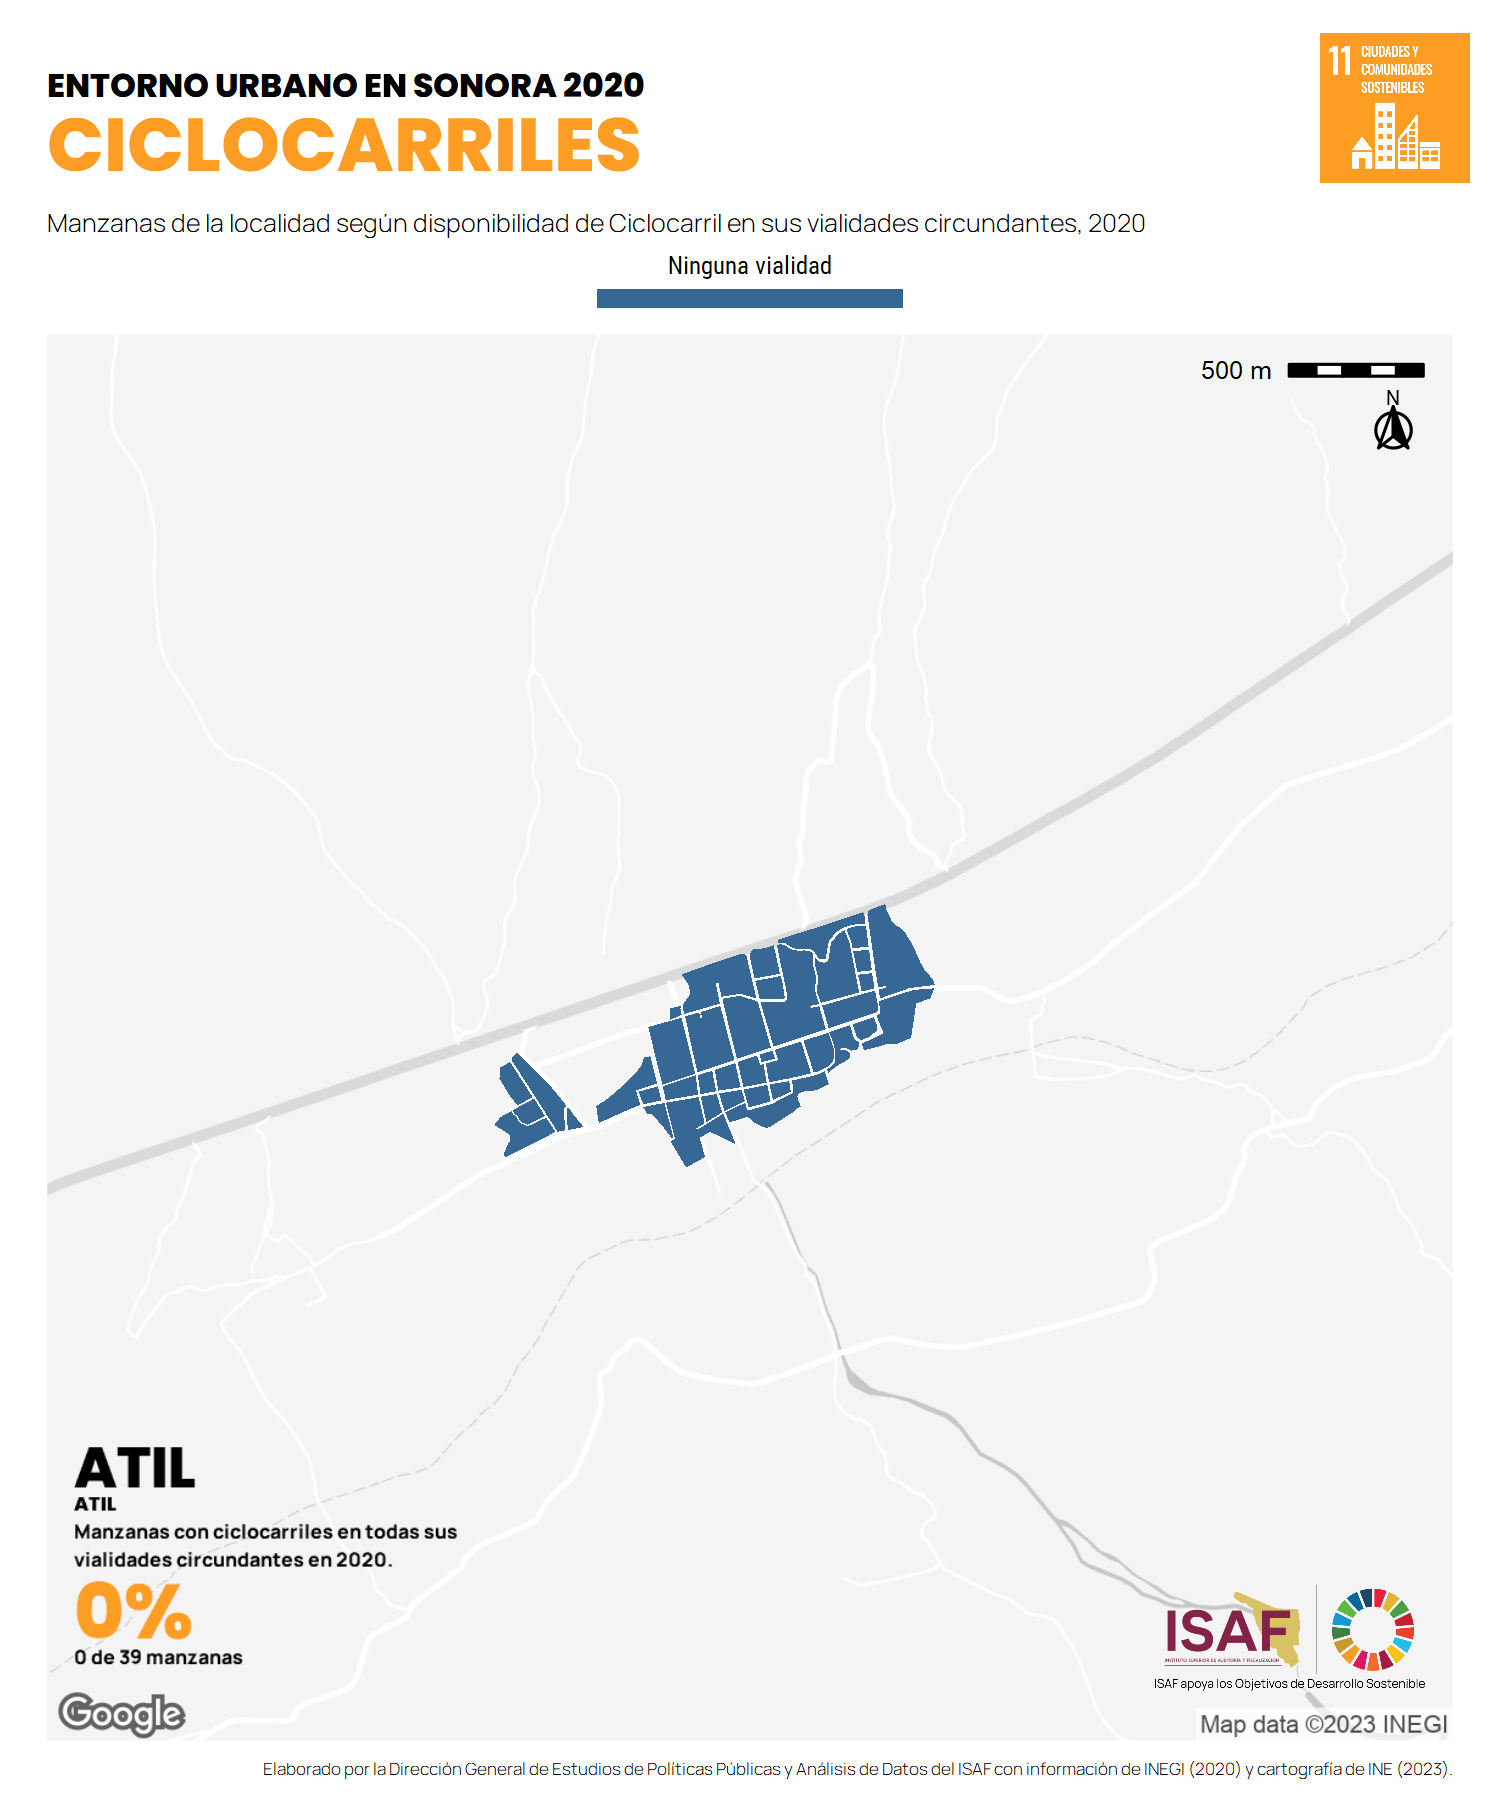 ENTORNO URBANO EN SONORA 2020
CICLOCARRILES
11 CIUDADES Y
COMUNIDADES
SOSTENIBLES
Manzanas de la localidad según disponibilidad de Ciclocarril en sus vialidades circundantes, 2020
Ninguna vialidad
500 m
N
ATIL
ATIL
Manzanas con ciclocarriles en todas sus
vialidades circundantes en 2020.
0%
0 de 39 manzanas
Google
ISAF
INSTITUTO SUPERIOR DE AUDITORÍA Y FISCALIZACIÓN
ISAF apoya los Objetivos de Desarrollo Sostenible
Map data ©2023 INEGI
Elaborado por la Dirección General de Estudios de Políticas Públicas y Análisis de Datos del ISAF con información de INEGI (2020) y cartografía de INE (2023).